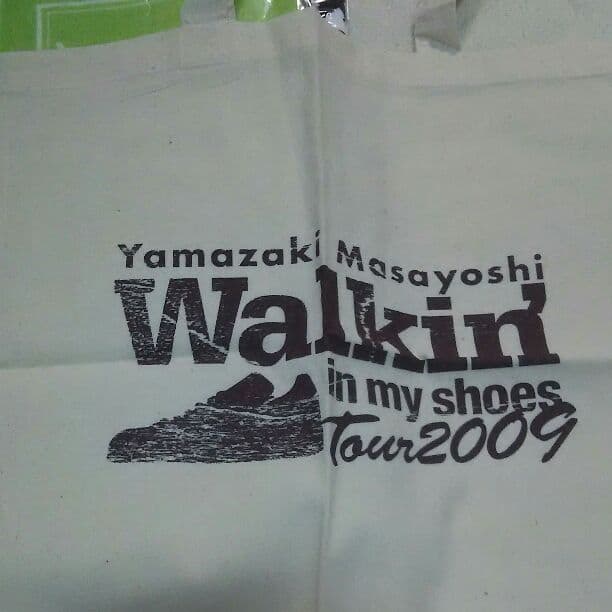 Yamazaki Masayoshi
Walkin'
in my shoes
Tour2009